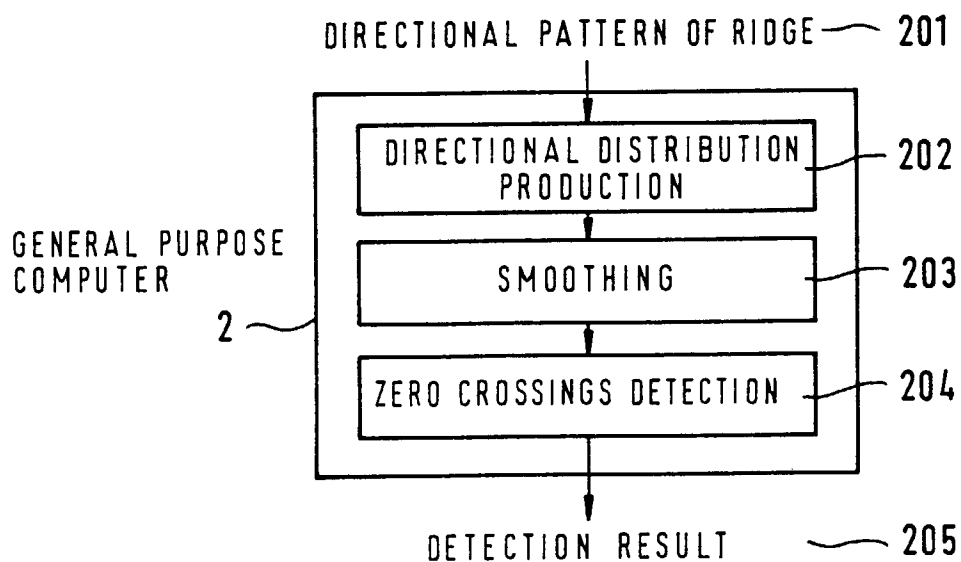 DIRECTIONAL PATTERN OF RIDGE 201
DIRECTIONAL DISTRIBUTION 202
PRODUCTION
GENERAL PURPOSE
COMPUTER
SMOOTHING 203
2
ZERO CROSSINGS DETECTION 204
DETECTION RESULT 205